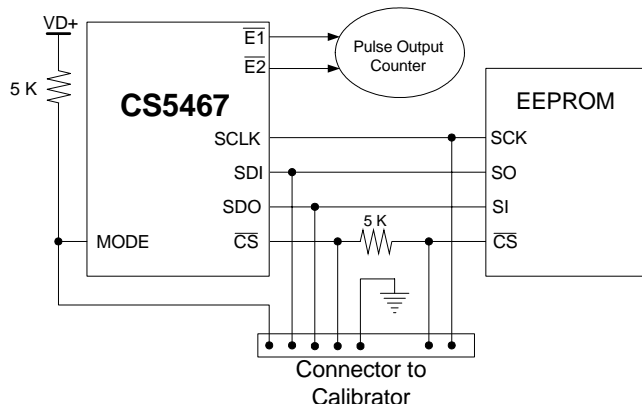 VD+
5 K
CS5467
E1
E2
Pulse Output
Counter
EEPROM
SCLK
SCK
SDI
SO
SDO
SI
MODE
CS
5 K
CS
Connector to
Calibrator